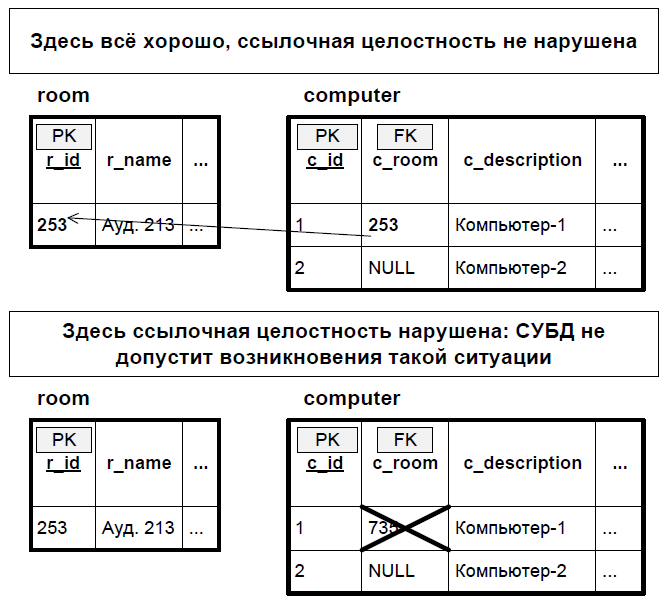 Здесь всё хорошо, ссылочная целостность не нарушена
room
computer
PK
PK FK
r_id r_name ...
c_id c_room c_description ...
253 Ауд. 213 ...
1 253 Компьютер-1 ...
2 NULL Компьютер-2 ...
Здесь ссылочная целостность нарушена: СУБД не
допустит возникновения такой ситуации
room
computer
PK
PK FK
r_id r_name ...
c_id c_room c_description ...
253 Ауд. 213 ...
1 735 Компьютер-1 ...
2 NULL Компьютер-2 ...